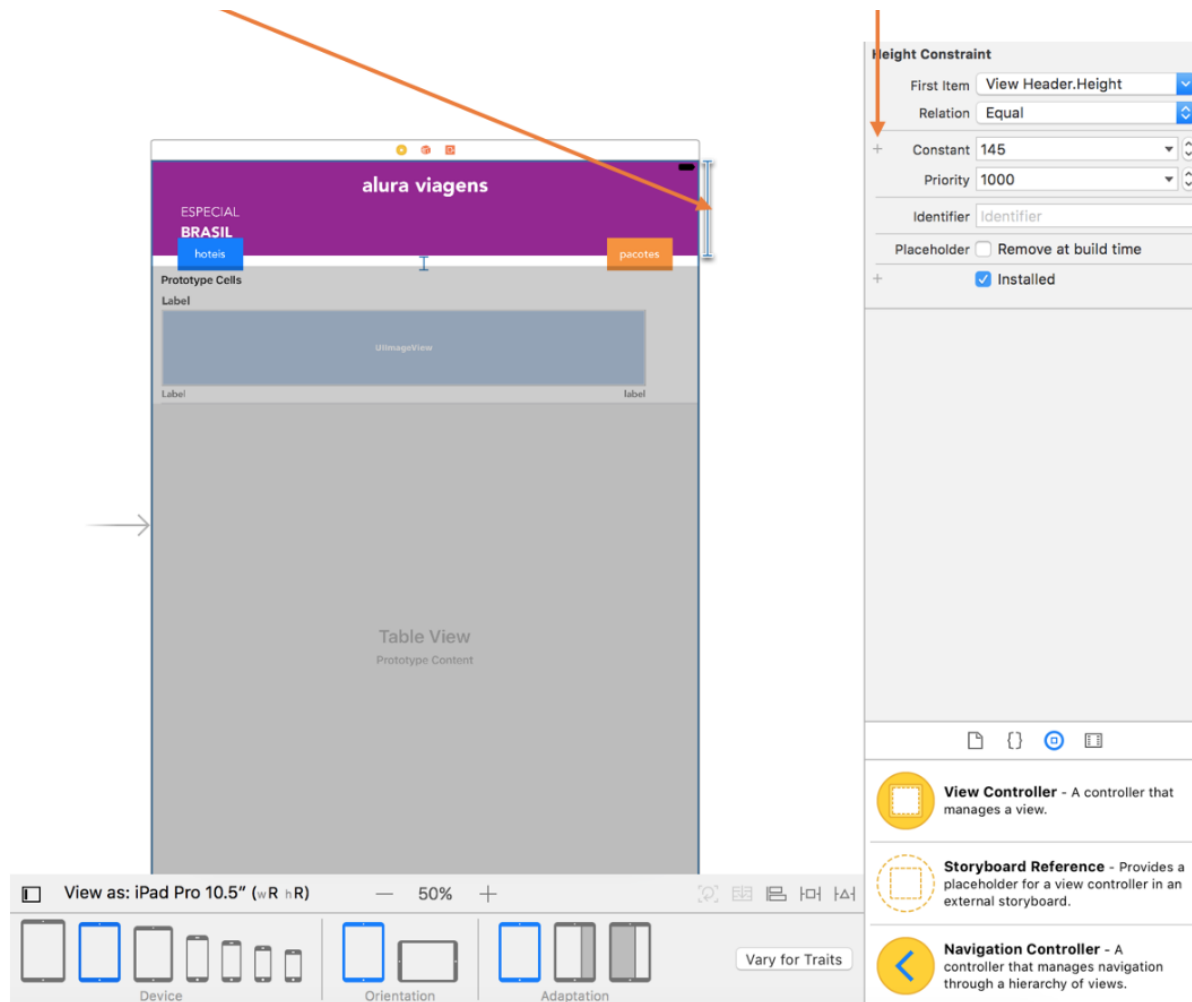 alura viagens
ESPECIAL
BRASIL
hoteis
pacotes
Prototype Cells
Label
UIImageView
Label label
Table View
Prototype Content
View as: iPad Pro 10.5” (wR hR)
50%
Device
Orientation
Adaptation
Vary for Traits
Height Constraint
First Item View Header.Height
Relation Equal
Constant 145
Priority 1000
Identifier Identifier
Placeholder Remove at build time
Installed
View Controller - A controller that
manages a view.
Storyboard Reference - Provides a
placeholder for a view controller in an
external storyboard.
Navigation Controller - A
controller that manages navigation
through a hierarchy of views.